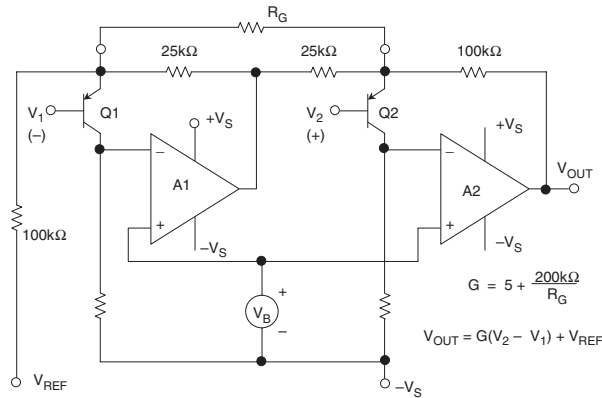 R_G
25kΩ
25kΩ
100kΩ
V_1
(−)
Q1
+V_S
V_2
(+)
Q2
+V_S
−
A1
+
−V_S
−
A2
+
−V_S
V_OUT
100kΩ
+
V_B
−
G = 5 + 200kΩ / R_G
V_OUT = G(V_2 − V_1) + V_REF
V_REF
−V_S